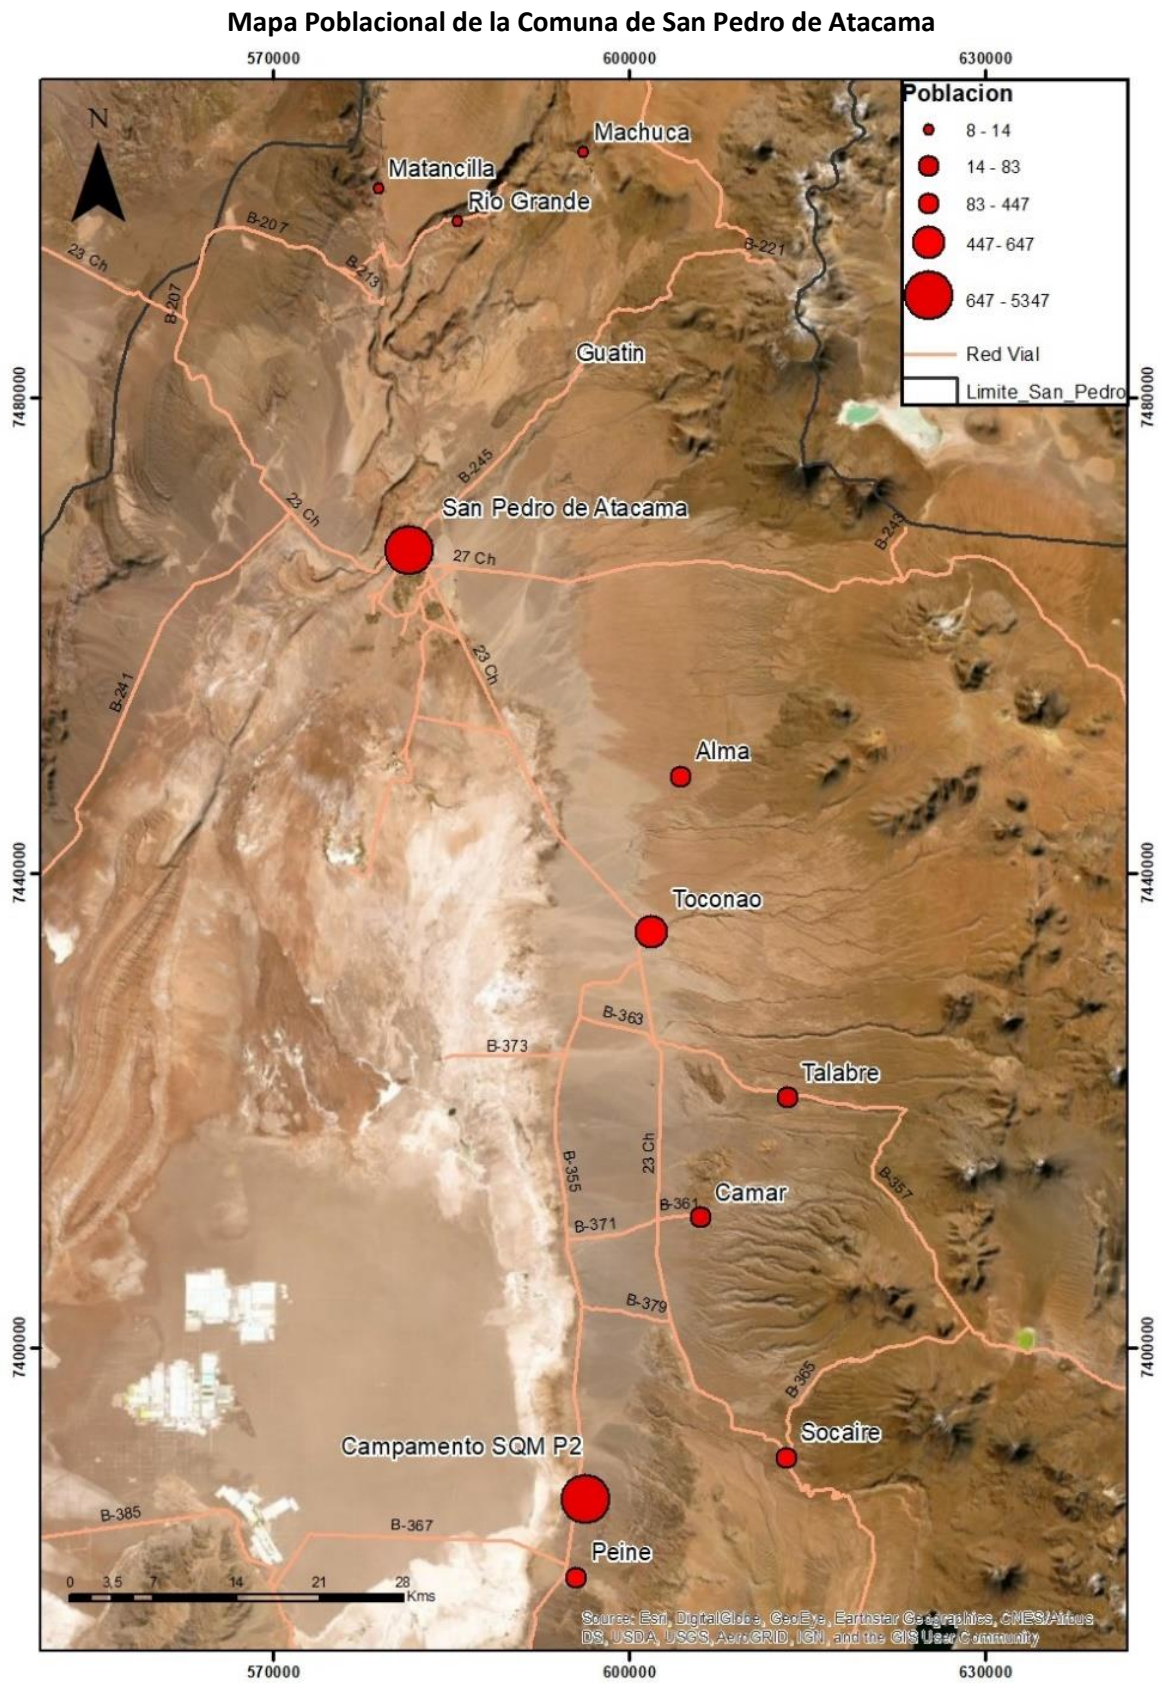 Mapa Poblacional de la Comuna de San Pedro de Atacama
570000
600000
630000
N
Poblacion
8 - 14
14 - 83
83 - 447
447 - 647
647 - 5347
Red Vial
Limite_San_Pedro
Machuca
Matancilla
Rio Grande
B-207
23 Ch
B-213
B-221
B-207
Guatin
7480000
7480000
B-245
San Pedro de Atacama
23 Ch
27 Ch
B-243
23 Ch
B-241
Alma
7440000
7440000
Toconao
B-363
B-373
Talabre
23 Ch
B-355
B-357
Camar
B-361
B-371
B-379
7400000
7400000
B-365
Socaire
Campamento SQM P2
B-385
B-367
Peine
0 3,5 7 14 21 28
Kms
Source: Esri, DigitalGlobe, GeoEye, Earthstar Geographics, CNES/Airbus
DS, USDA, USGS, AeroGRID, IGN, and the GIS User Community
570000
600000
630000